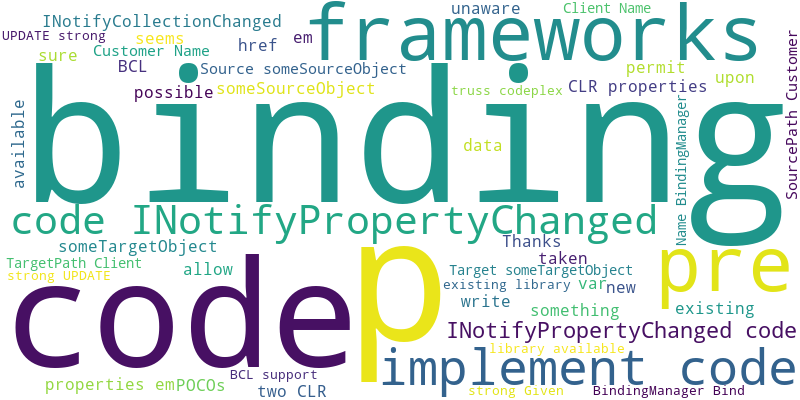 INotifyCollectionChanged
frameworks
unaware
Client Name
UPDATE strong
seems
em
sure
Customer Name
href
BCL
Source someSourceObject
permit
possible
someSourceObject
truss codeplex
CLR properties
upon
binding
available
data
SourcePath Customer
Name BindingManager
code INotifyPropertyChanged
someTargetObject
Thanks
taken
TargetPath Client
allow
strong UPDATE
code
p
pre
Target someTargetObject
existing library
var
new
write
something
existing
INotifyPropertyChanged code
library available
implement code
BCL support
properties emPOCOs
two CLR
strong Given
BindingManager Bind